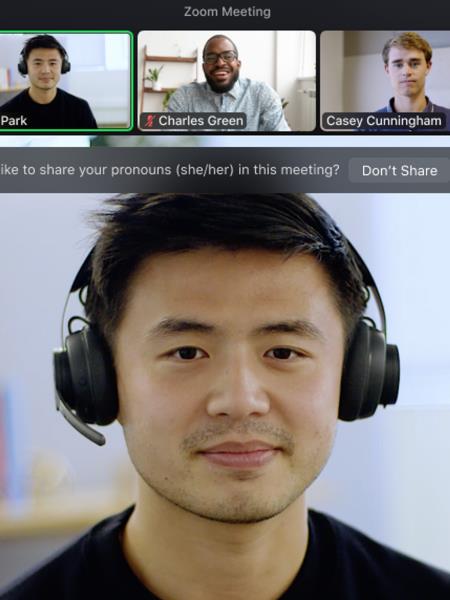 Zoom Meeting
Park
Charles Green
Casey Cunningham
ike to share your pronouns (she/her) in this meeting?
Don't Share